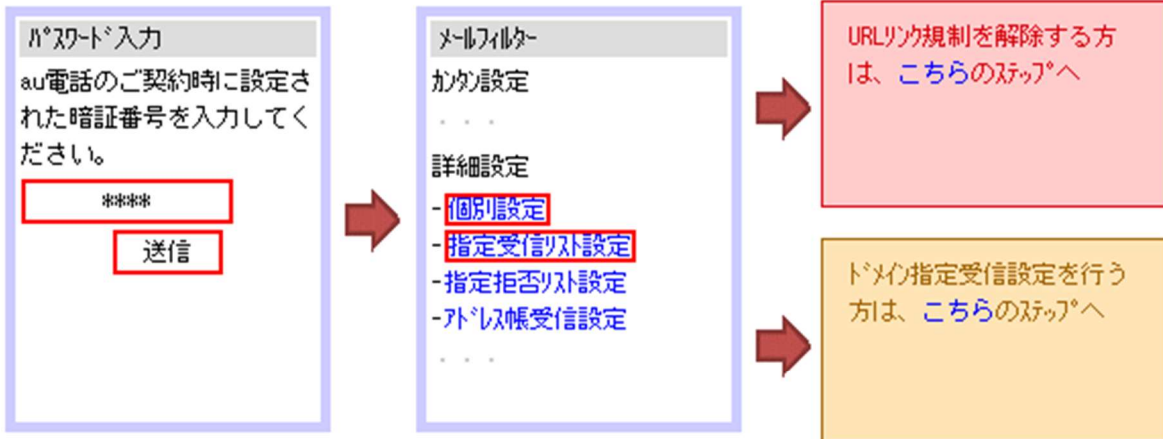 ﾊﾟｽﾜｰﾄﾞ入力
au電話のご契約時に設定さ
れた暗証番号を入力してく
ださい。
****
送信
ﾒｰﾙﾌｨﾙﾀｰ
ｶﾝﾀﾝ設定
...
詳細設定
-個別設定
-指定受信ﾘｽﾄ設定
-指定拒否ﾘｽﾄ設定
-ｱﾄﾞﾚｽ帳受信設定
...
URLﾘﾝｸ規制を解除する方
は、こちらのｽﾃｯﾌﾟへ
ﾄﾞﾒｲﾝ指定受信設定を行う
方は、こちらのｽﾃｯﾌﾟへ